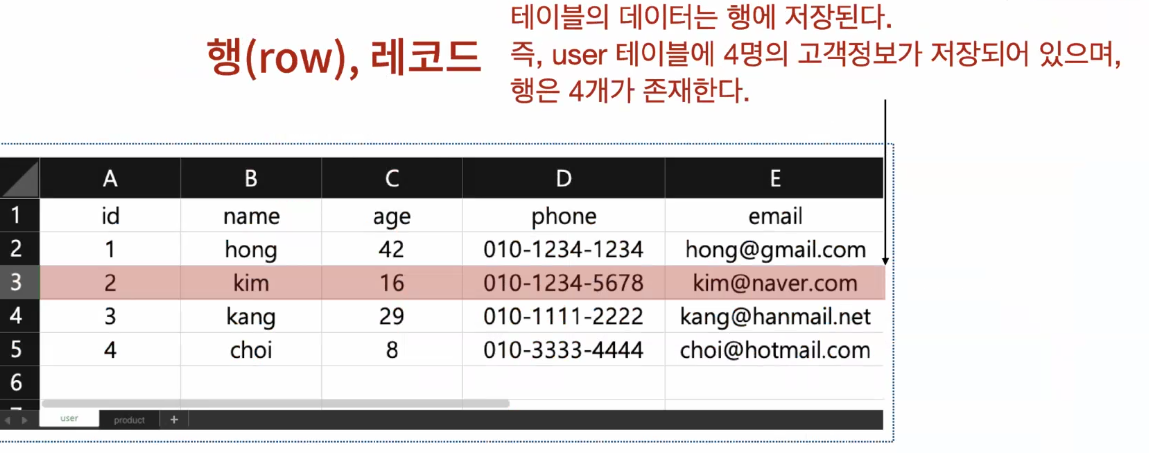 행(row), 레코드
테이블의 데이터는 행에 저장된다.
즉, user 테이블에 4명의 고객정보가 저장되어 있으며,
행은 4개가 존재한다.
A B C D E
1 id name age phone email
2 1 hong 42 010-1234-1234 hong@gmail.com
3 2 kim 16 010-1234-5678 kim@naver.com
4 3 kang 29 010-1111-2222 kang@hanmail.net
5 4 choi 8 010-3333-4444 choi@hotmail.com
6
user product +